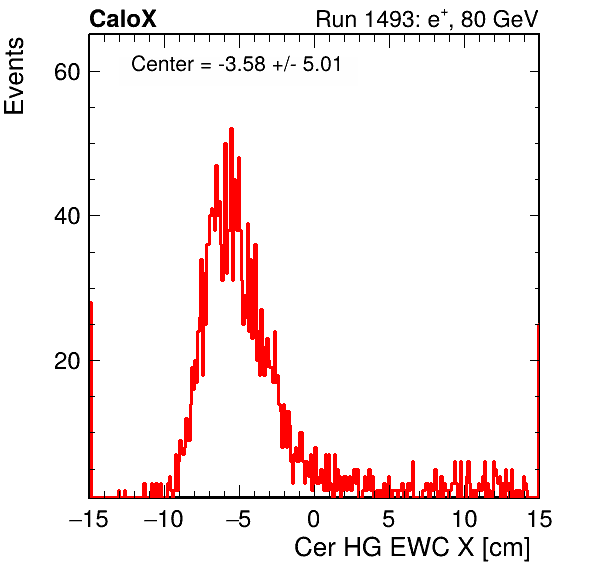 CaloX Run 1493: e⁺, 80 GeV
Center = -3.58 +/- 5.01
Events
60
40
20
−15 −10 −5 0 5 10 15
Cer HG EWC X [cm]